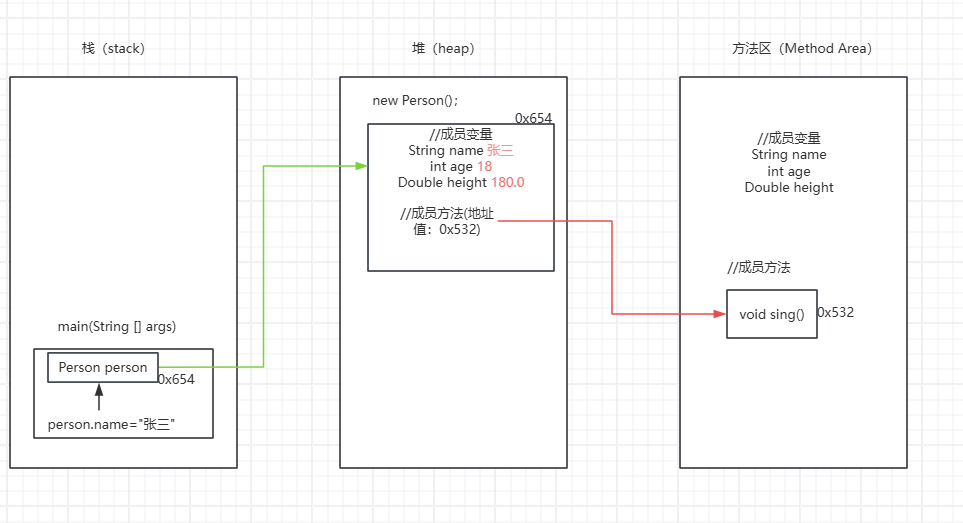 栈（stack）
main(String [] args)
Person person
0x654
person.name="张三"
堆（heap）
new Person();
0x654
//成员变量
String name 张三
int age 18
Double height 180.0
//成员方法(地址
值：0x532)
方法区（Method Area）
//成员变量
String name
int age
Double height
//成员方法
void sing()
0x532